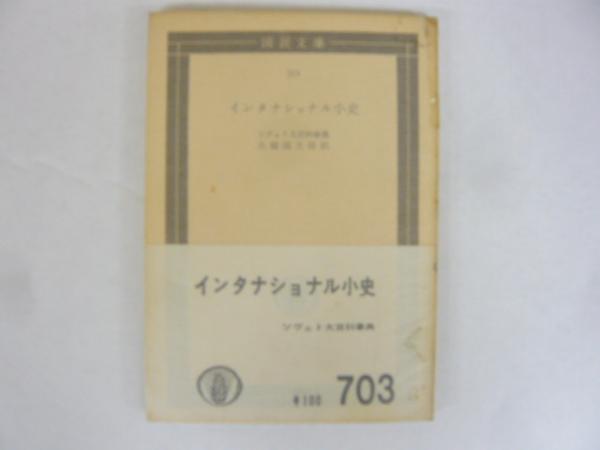 国民文庫
インタナショナル小史
ソヴェト大百科事典
インタナショナル小史
ソヴェト大百科事典
¥100
703